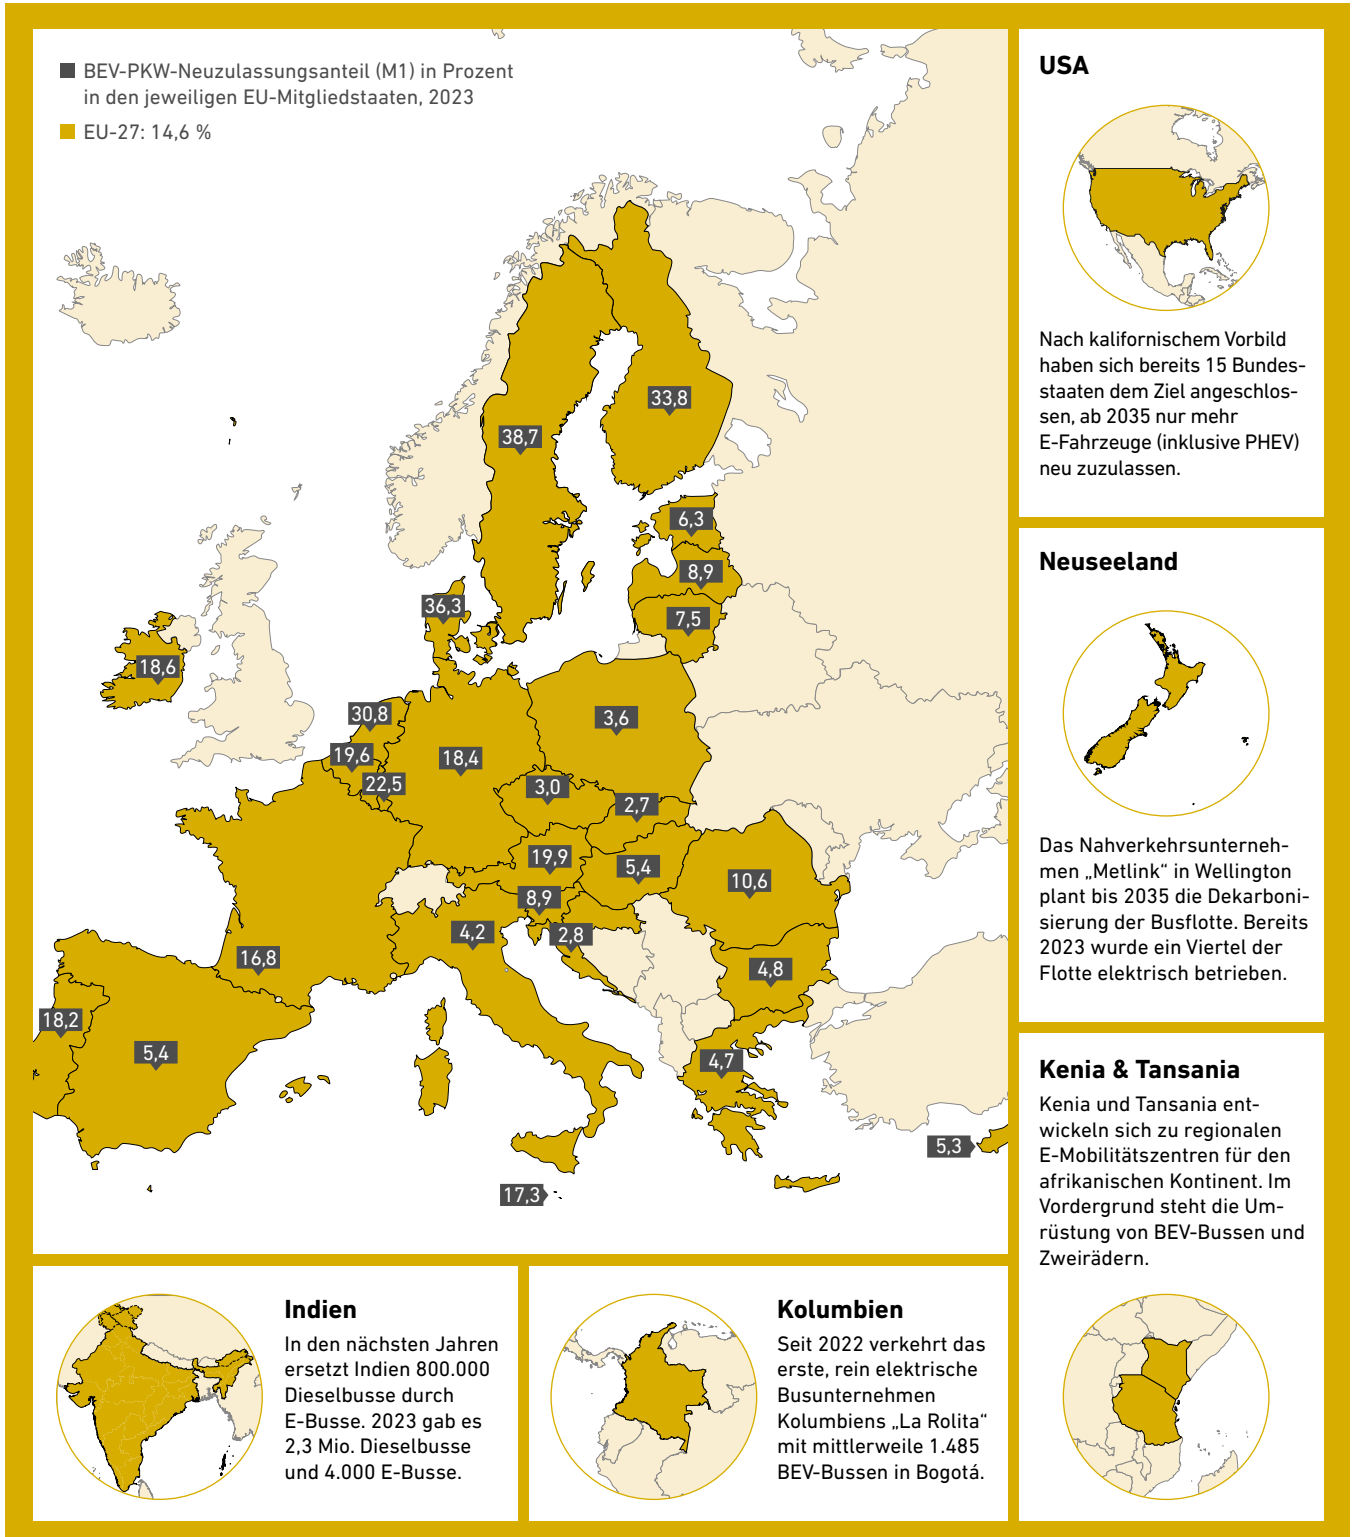 BEV-PKW-Neuzulassungsanteil (M1) in Prozent
in den jeweiligen EU-Mitgliedstaaten, 2023
EU-27: 14,6 %
33,8
38,7
6,3
8,9
7,5
36,3
18,6
30,8
3,6
19,6
18,4
22,5
3,0
2,7
19,9
5,4
10,6
8,9
4,2
2,8
16,8
4,8
18,2
5,4
4,7
5,3
17,3
USA
Nach kalifornischem Vorbild
haben sich bereits 15 Bundes-
staaten dem Ziel angeschlos-
sen, ab 2035 nur mehr
E-Fahrzeuge (inklusive PHEV)
neu zuzulassen.
Neuseeland
Das Nahverkehrsunterneh-
men „Metlink“ in Wellington
plant bis 2035 die Dekarboni-
sierung der Busflotte. Bereits
2023 wurde ein Viertel der
Flotte elektrisch betrieben.
Kenia & Tansania
Kenia und Tansania ent-
wickeln sich zu regionalen
E-Mobilitätszentren für den
afrikanischen Kontinent. Im
Vordergrund steht die Um-
rüstung von BEV-Bussen und
Zweirädern.
Indien
In den nächsten Jahren
ersetzt Indien 800.000
Dieselbusse durch
E-Busse. 2023 gab es
2,3 Mio. Dieselbusse
und 4.000 E-Busse.
Kolumbien
Seit 2022 verkehrt das
erste, rein elektrische
Busunternehmen
Kolumbiens „La Rolita“
mit mittlerweile 1.485
BEV-Bussen in Bogotá.